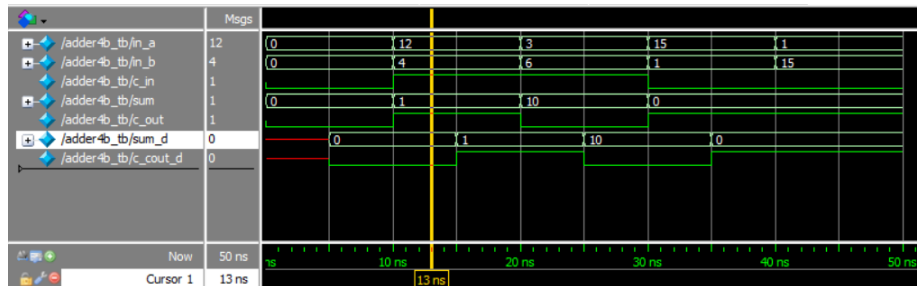 Msgs
/adder4b_tb/in_a 12 0 12 3 15 1
/adder4b_tb/in_b 4 0 4 6 1 15
/adder4b_tb/c_in 1
/adder4b_tb/sum 1 0 1 10 0
/adder4b_tb/c_out 1
/adder4b_tb/sum_d 0 0 1 10 0
/adder4b_tb/c_cout_d 0
Now 50 ns ns 10 ns 20 ns 30 ns 40 ns 50 ns
Cursor 1 13 ns 13 ns